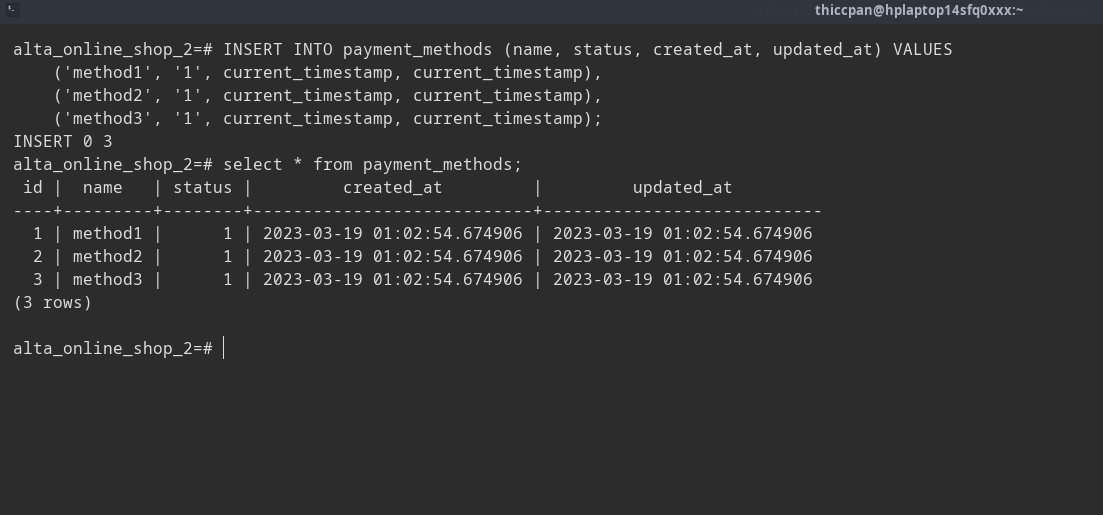 thiccpan@hplaptop14sfq0xxx:~
alta_online_shop_2=# INSERT INTO payment_methods (name, status, created_at, updated_at) VALUES
    ('method1', '1', current_timestamp, current_timestamp),
    ('method2', '1', current_timestamp, current_timestamp),
    ('method3', '1', current_timestamp, current_timestamp);
INSERT 0 3
alta_online_shop_2=# select * from payment_methods;
 id |  name   | status |         created_at         |         updated_at
----+---------+--------+----------------------------+----------------------------
  1 | method1 |      1 | 2023-03-19 01:02:54.674906 | 2023-03-19 01:02:54.674906
  2 | method2 |      1 | 2023-03-19 01:02:54.674906 | 2023-03-19 01:02:54.674906
  3 | method3 |      1 | 2023-03-19 01:02:54.674906 | 2023-03-19 01:02:54.674906
(3 rows)
alta_online_shop_2=#